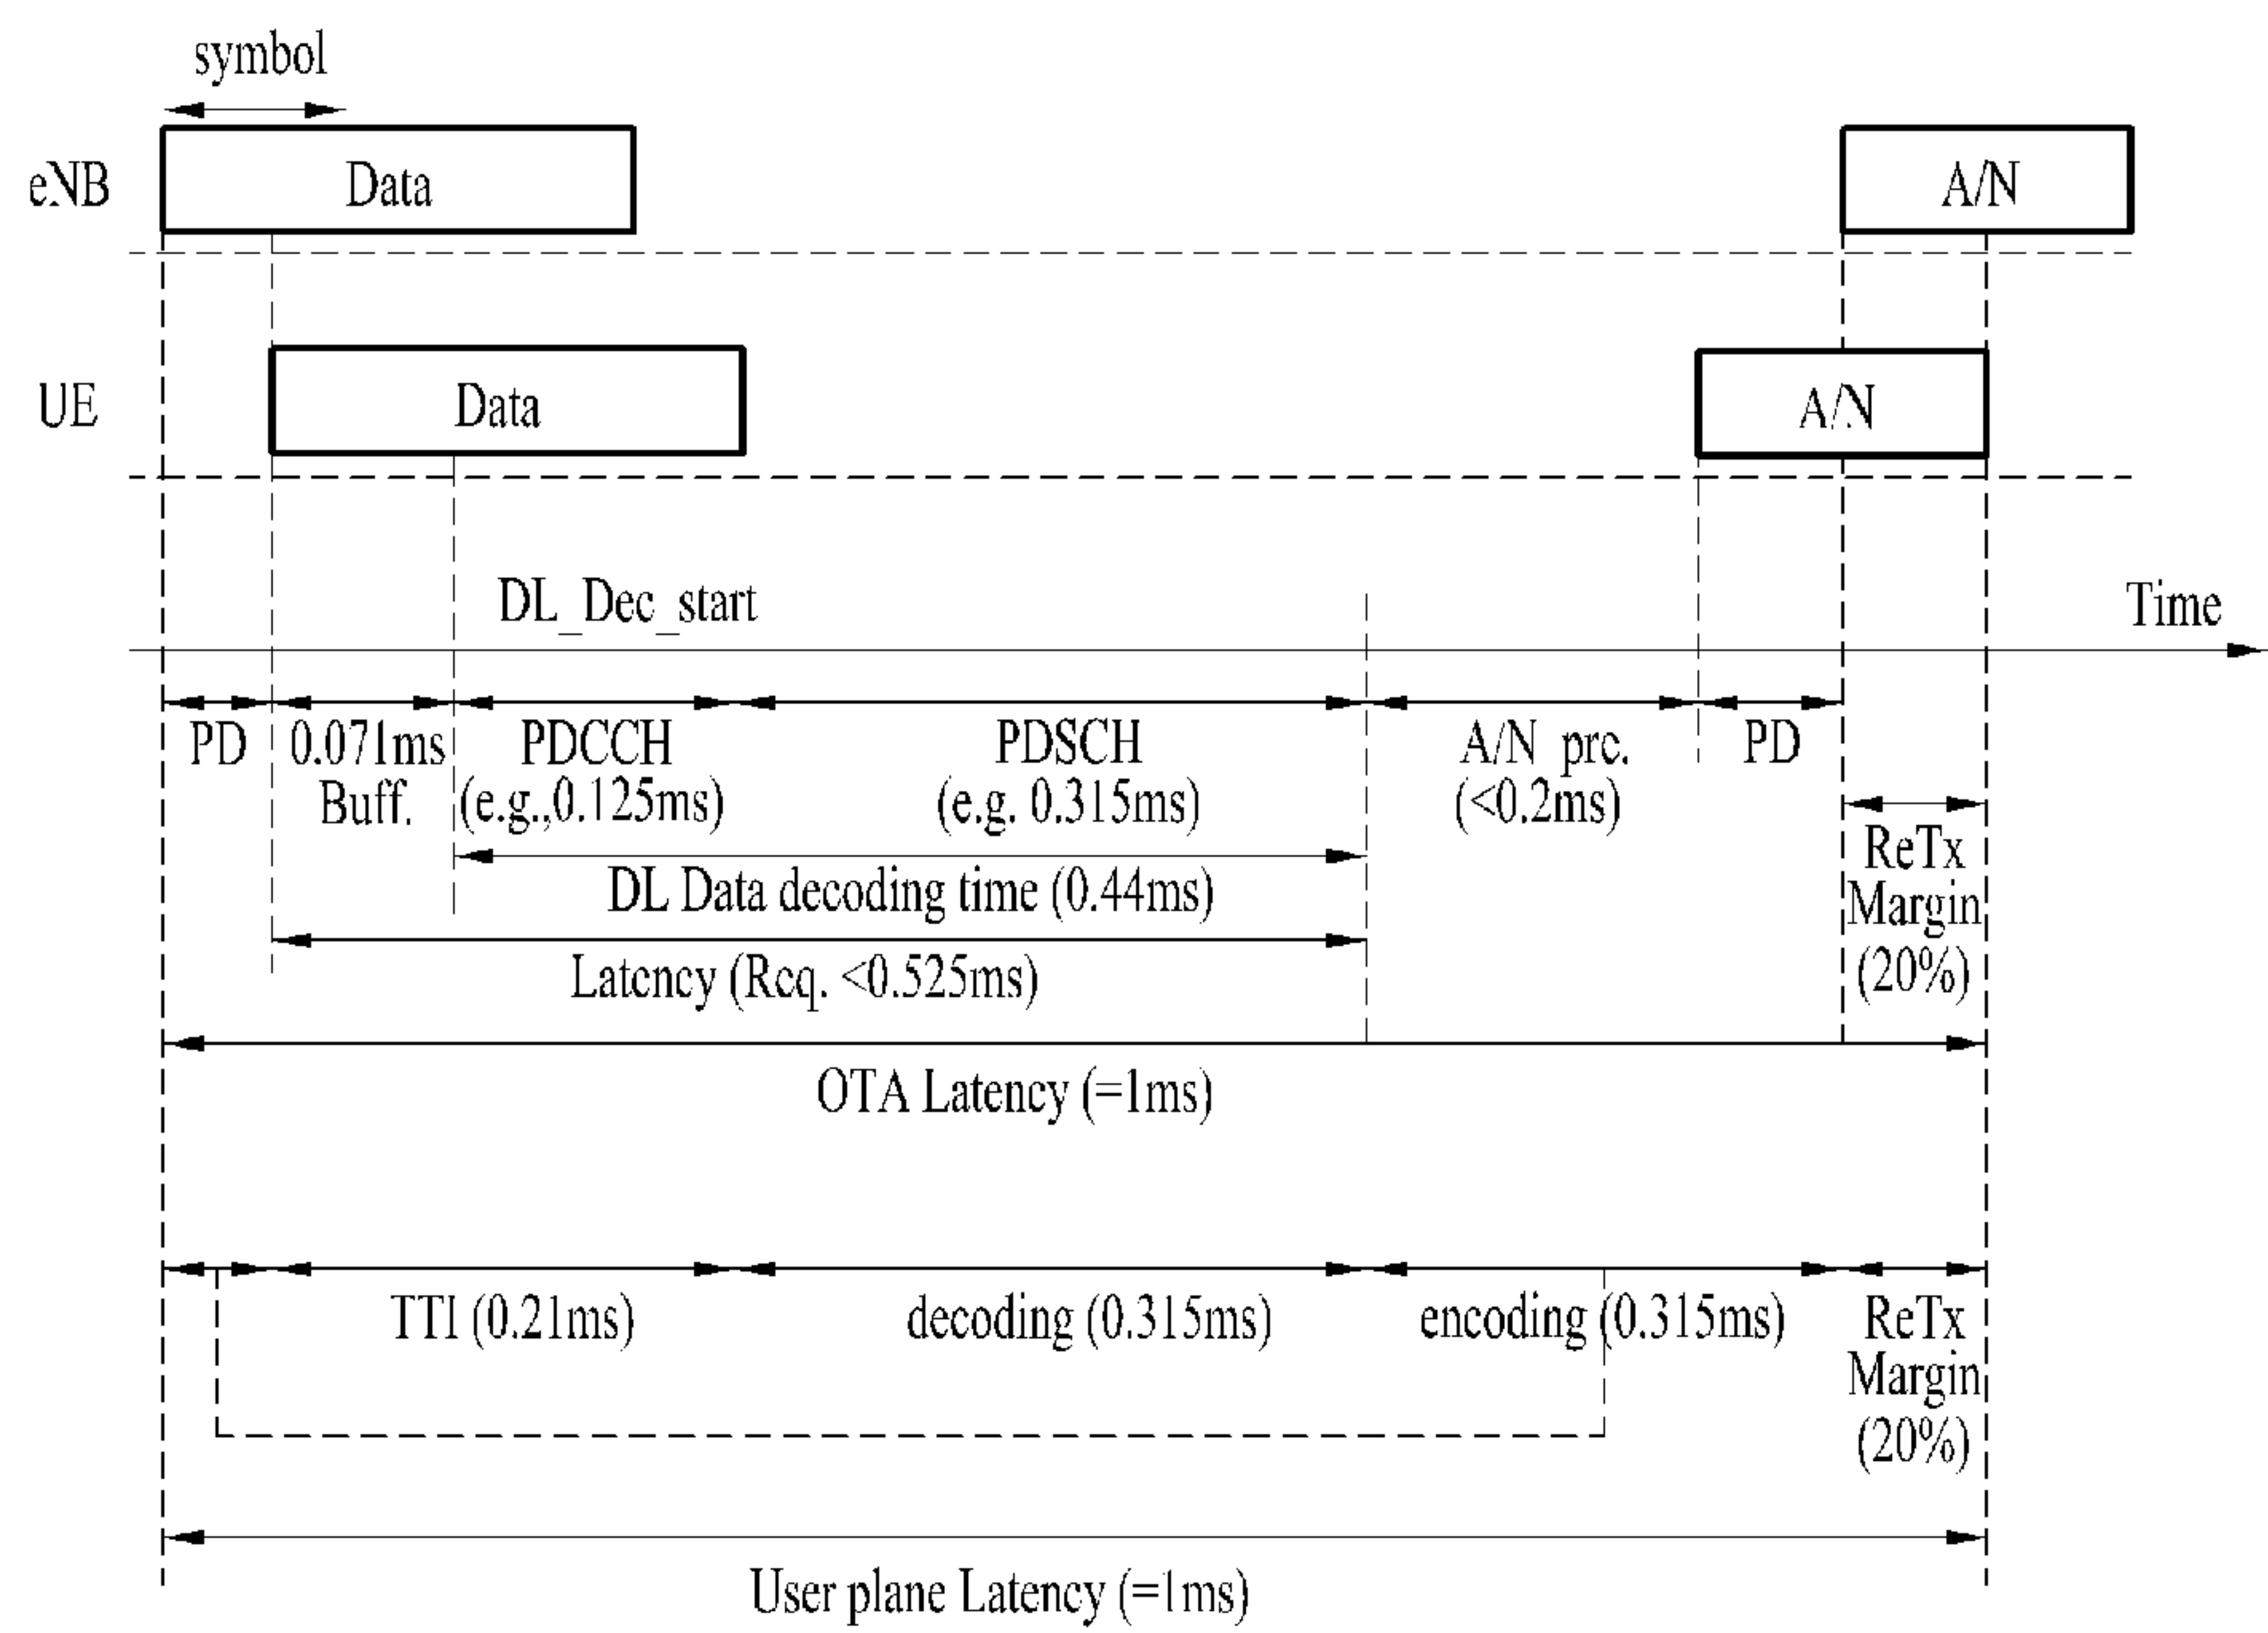 symbol
eNB Data A/N
UE Data A/N
DL_Dec_start Time
PD 0.071ms PDCCH PDSCH A/N prc. PD
Buff. (e.g.,0.125ms) (e.g. 0.315ms) (<0.2ms)
ReTx
DL Data decoding time (0.44ms) Margin
Latency (Req. <0.525ms) (20%)
OTA Latency (=1ms)
TTI (0.21ms) decoding (0.315ms) encoding (0.315ms) ReTx
Margin
(20%)
User plane Latency (=1ms)